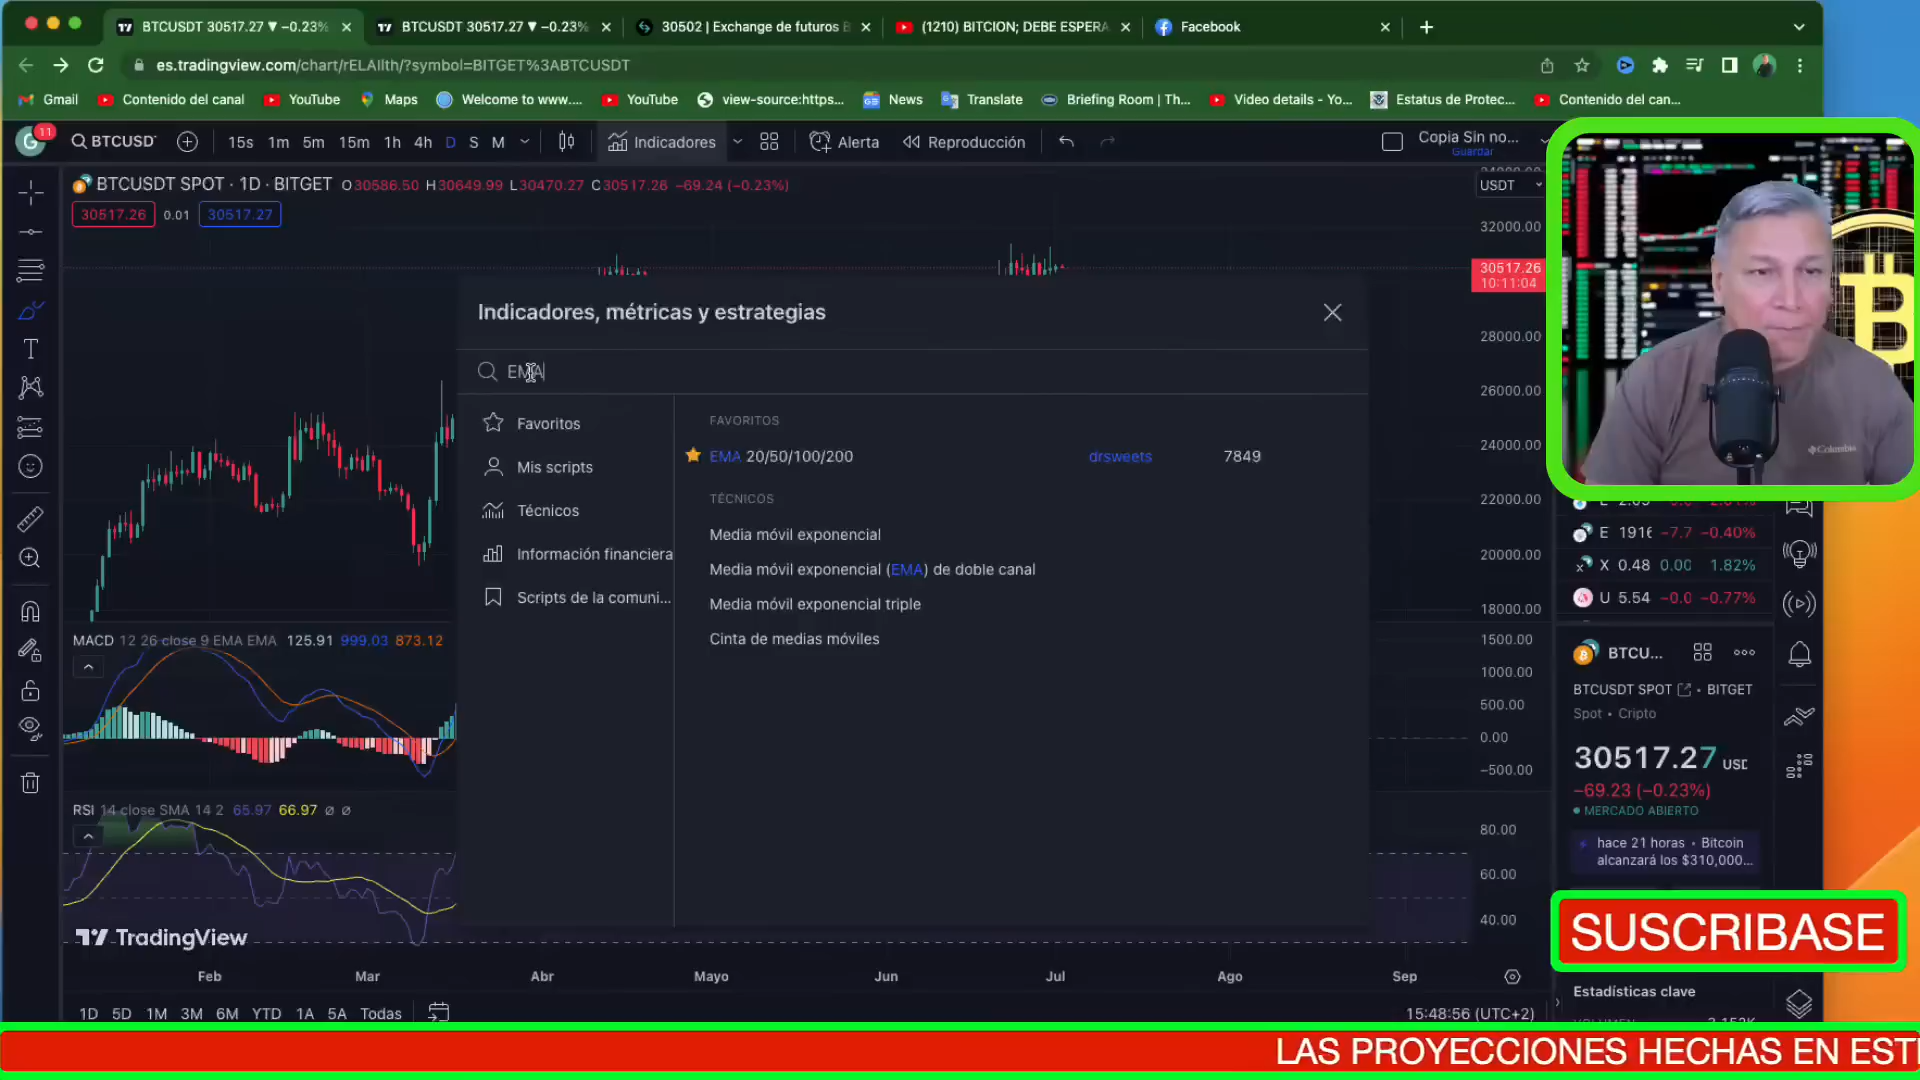 BTCUSDT 30517.27 ▼ −0.23%
BTCUSDT 30517.27 ▼ −0.23%
30502 | Exchange de futuros B
(1210) BITCION; DEBE ESPERA
Facebook
es.tradingview.com/chart/rELAIlth/?symbol=BITGET%3ABTCUSDT
Gmail
Contenido del canal
YouTube
Maps
Welcome to www....
YouTube
view-source:https...
News
Translate
Briefing Room | Th...
Video details - Yo...
Estatus de Protec...
Contenido del can...
G
11
BTCUSD
15s
1m
5m
15m
1h
4h
D
S
M
Indicadores
Alerta
Reproducción
Copia Sin no...
Guardar
BTCUSDT SPOT · 1D · BITGET O30586.50 H30649.99 L30470.27 C30517.26 −69.24 (−0.23%)
30517.26
0.01
30517.27
USDT
32000.00
30517.26
10:11:04
28000.00
26000.00
24000.00
22000.00
20000.00
18000.00
Indicadores, métricas y estrategias
EMA
Favoritos
Mis scripts
Técnicos
Información financiera
Scripts de la comuni...
FAVORITOS
EMA 20/50/100/200
drsweets
7849
TÉCNICOS
Media móvil exponencial
Media móvil exponencial (EMA) de doble canal
Media móvil exponencial triple
Cinta de medias móviles
MACD 12 26 close 9 EMA EMA 125.91 999.03 873.12
1500.00
1000.00
500.00
0.00
−500.00
RSI 14 close SMA 14 2 65.97 66.97 ∅ ∅
80.00
60.00
40.00
TradingView
Feb
Mar
Abr
Mayo
Jun
Jul
Ago
Sep
1D
5D
1M
3M
6M
YTD
1A
5A
Todas
15:48:56 (UTC+2)
Columbia
E 1916 −7.7 −0.40%
X 0.48 0.00 1.82%
U 5.54 −0.0 −0.77%
BTCU...
BTCUSDT SPOT • BITGET
Spot • Cripto
30517.27 USD
−69.23 (−0.23%)
MERCADO ABIERTO
hace 21 horas • Bitcoin
alcanzará los $310,000...
SUSCRIBASE
Estadísticas clave
LAS PROYECCIONES HECHAS EN EST